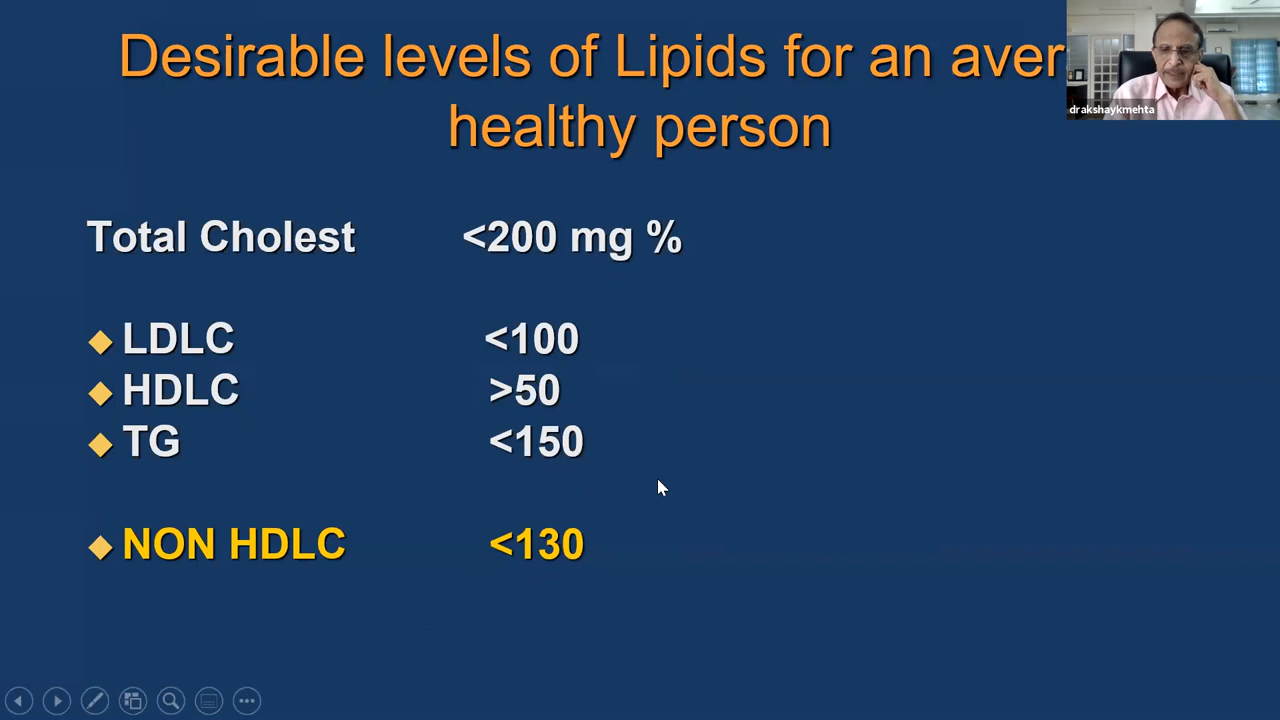 Desirable levels of Lipids for an aver
healthy person
drakshaykmehta
Total Cholest <200 mg %
LDLC <100
HDLC >50
TG <150
NON HDLC <130